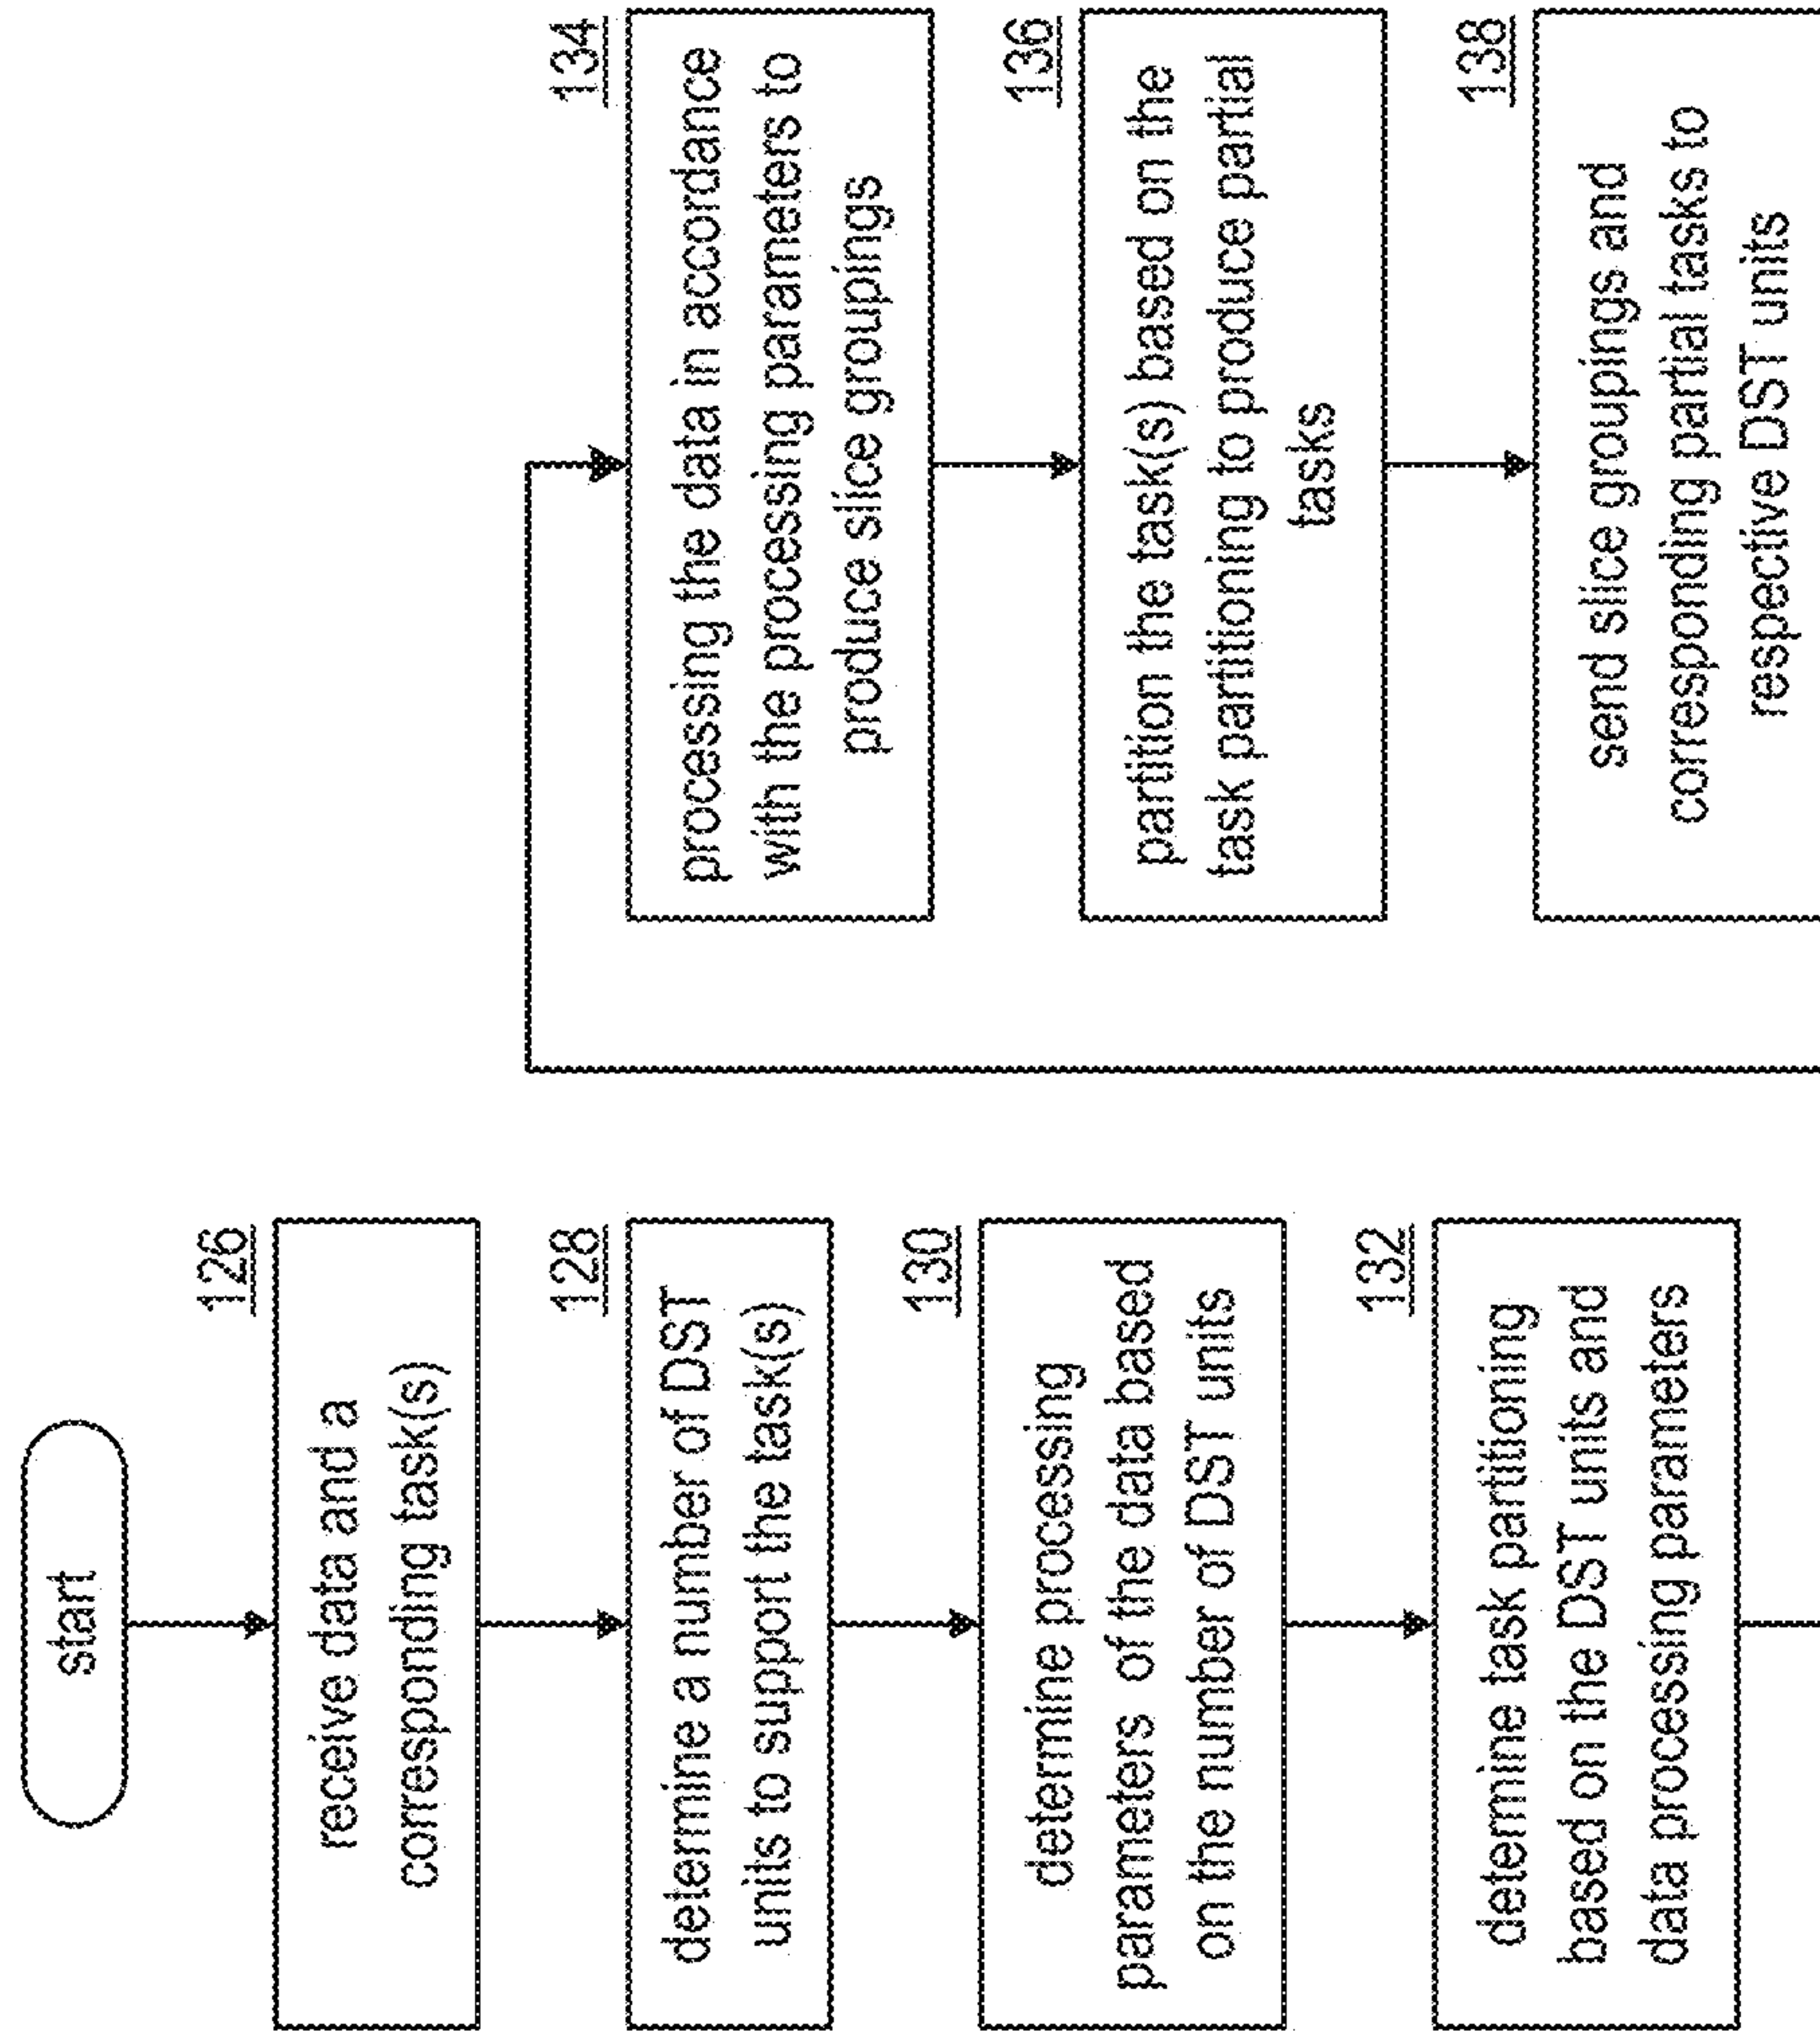 start
126
receive data and a
corresponding task(s)
128
determine a number of DST
units to support the task(s)
130
determine processing
parameters of the data based
on the number of DST units
132
determine task partitioning
based on the DST units and
data processing parameters
134
processing the data in accordance
with the processing parameters to
produce slice groupings
136
partition the task(s) based on the
task partitioning to produce partial
tasks
138
send slice groupings and
corresponding partial tasks to
respective DST units